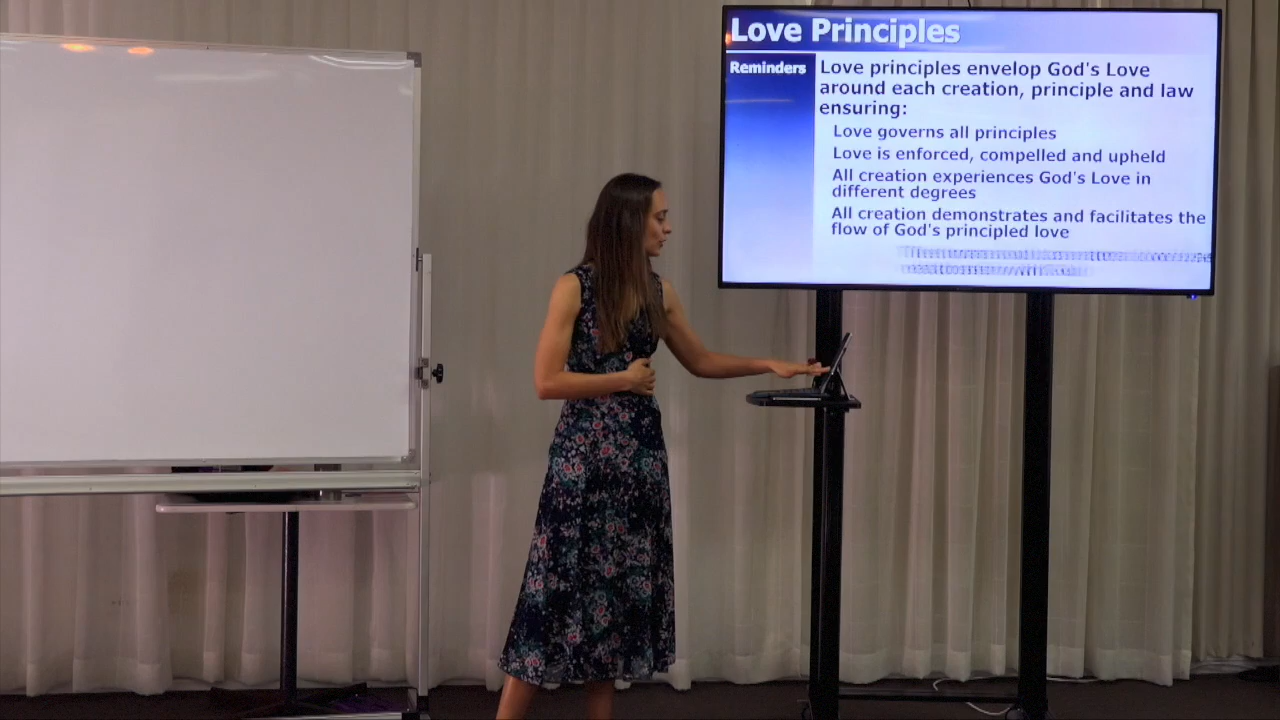 Love Principles
Reminders
Love principles envelop God's Love
around each creation, principle and law
ensuring:
Love governs all principles
Love is enforced, compelled and upheld
All creation experiences God's Love in
different degrees
All creation demonstrates and facilitates the
flow of God's principled love